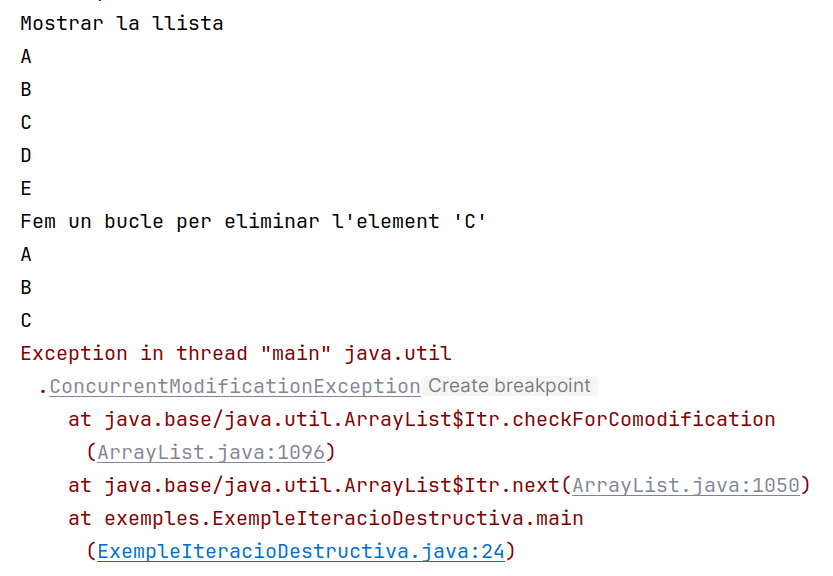 Mostrar la llista
A
B
C
D
E
Fem un bucle per eliminar l'element 'C'
A
B
C
Exception in thread "main" java.util
.ConcurrentModificationException Create breakpoint
at java.base/java.util.ArrayList$Itr.checkForComodification
(ArrayList.java:1096)
at java.base/java.util.ArrayList$Itr.next(ArrayList.java:1050)
at exemples.ExempleIteracioDestructiva.main
(ExempleIteracioDestructiva.java:24)